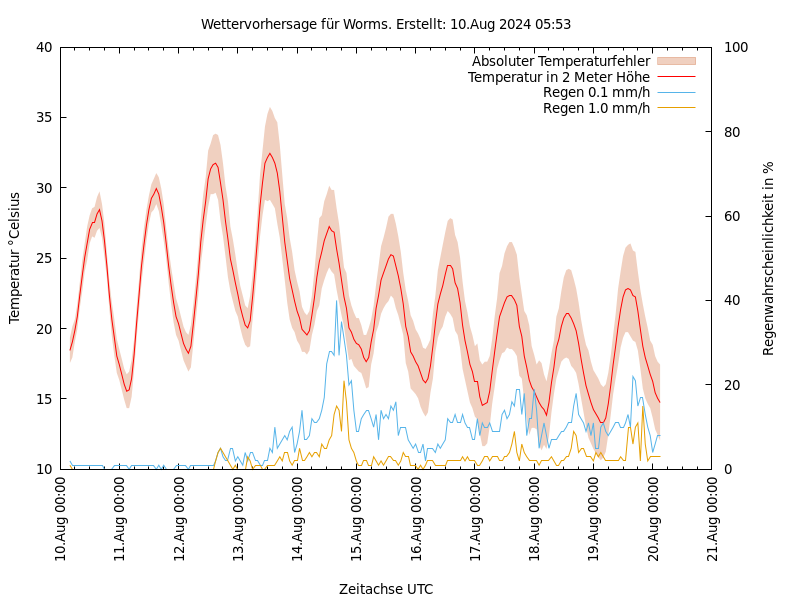 Wettervorhersage für Worms. Erstellt: 10.Aug 2024 05:53
Absoluter Temperaturfehler
Temperatur in 2 Meter Höhe
Regen 0.1 mm/h
Regen 1.0 mm/h
Temperatur °Celsius
40
35
30
25
20
15
10
100
80
60
40
20
0
Regenwahrscheinlichkeit in %
10.Aug 00:00
11.Aug 00:00
12.Aug 00:00
13.Aug 00:00
14.Aug 00:00
15.Aug 00:00
16.Aug 00:00
17.Aug 00:00
18.Aug 00:00
19.Aug 00:00
20.Aug 00:00
21.Aug 00:00
Zeitachse UTC